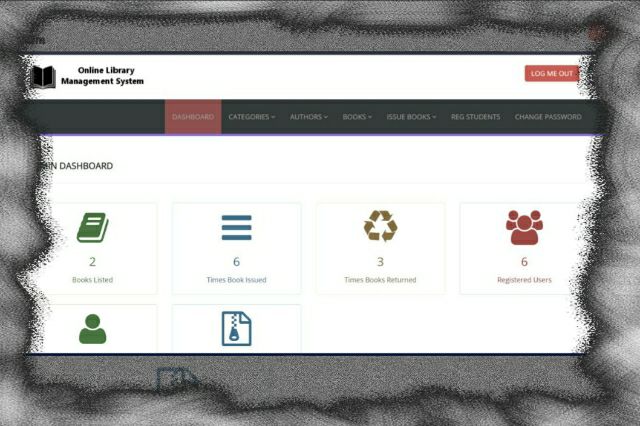 Online Library
Management System
LOG ME OUT
DASHBOARD CATEGORIES AUTHORS BOOKS ISSUE BOOKS REG STUDENTS CHANGE PASSWORD
DASHBOARD
2 6 3 6
Books Listed Times Book Issued Times Books Returned Registered Users